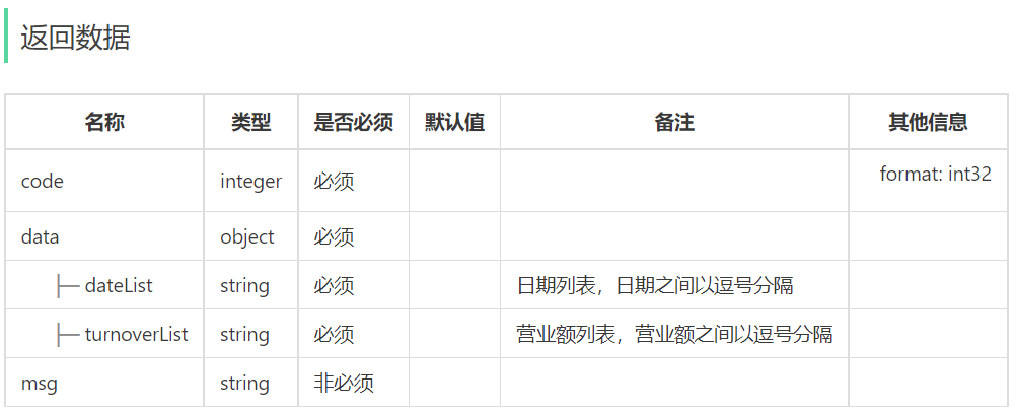 返回数据
名称 类型 是否必须 默认值 备注 其他信息
code integer 必须 format: int32
data object 必须
├─ dateList string 必须 日期列表，日期之间以逗号分隔
├─ turnoverList string 必须 营业额列表，营业额之间以逗号分隔
msg string 非必须